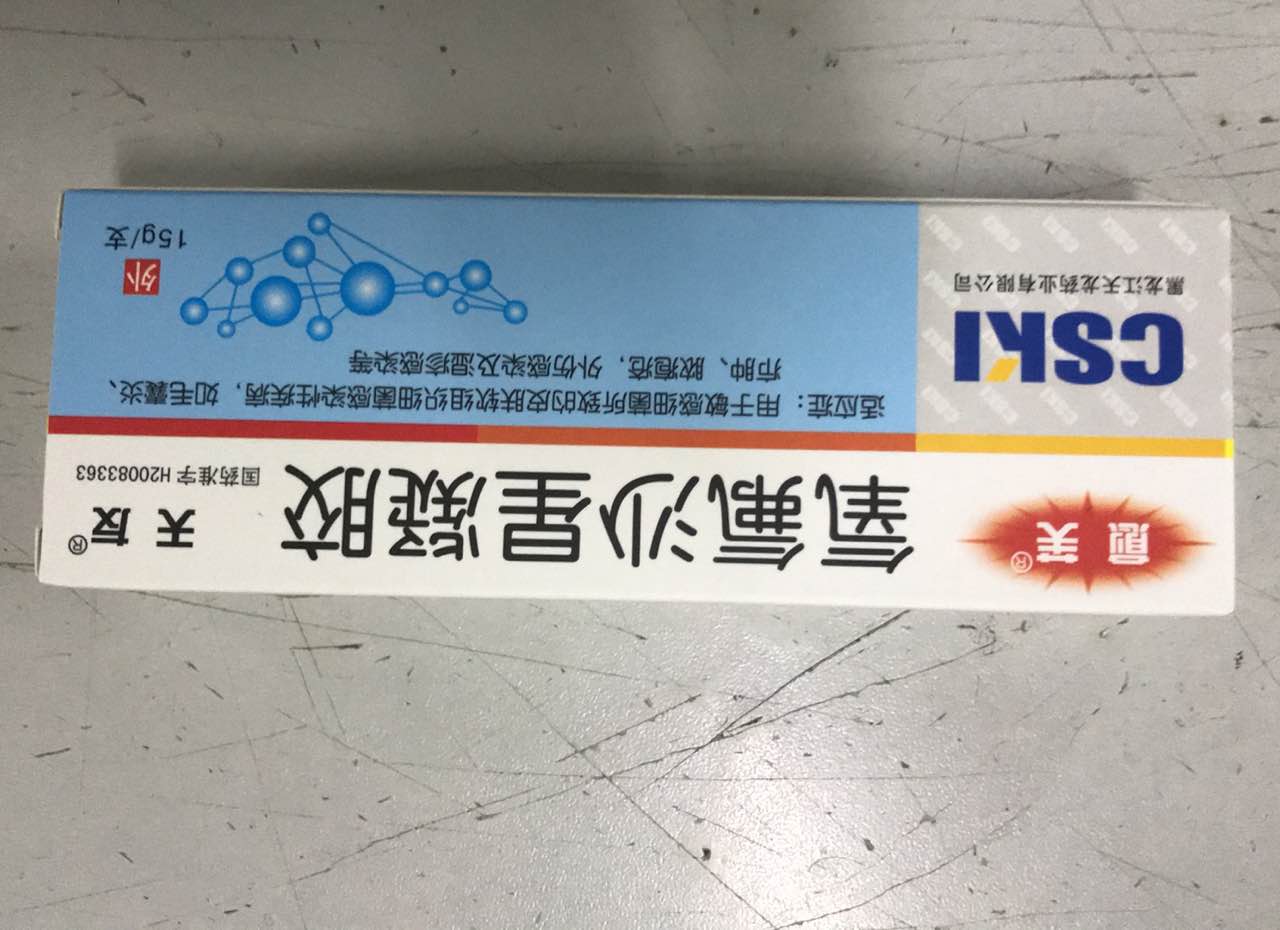 愈芙®
氧氟沙星凝胶
天友®
国药准字 H20083363
CSKI
黑龙江天龙药业有限公司
适应症：用于敏感细菌所致的皮肤软组织细菌感染性疾病，如毛囊炎、
疖肿、脓疱疮，外伤感染及湿疹感染等
外
15g/支